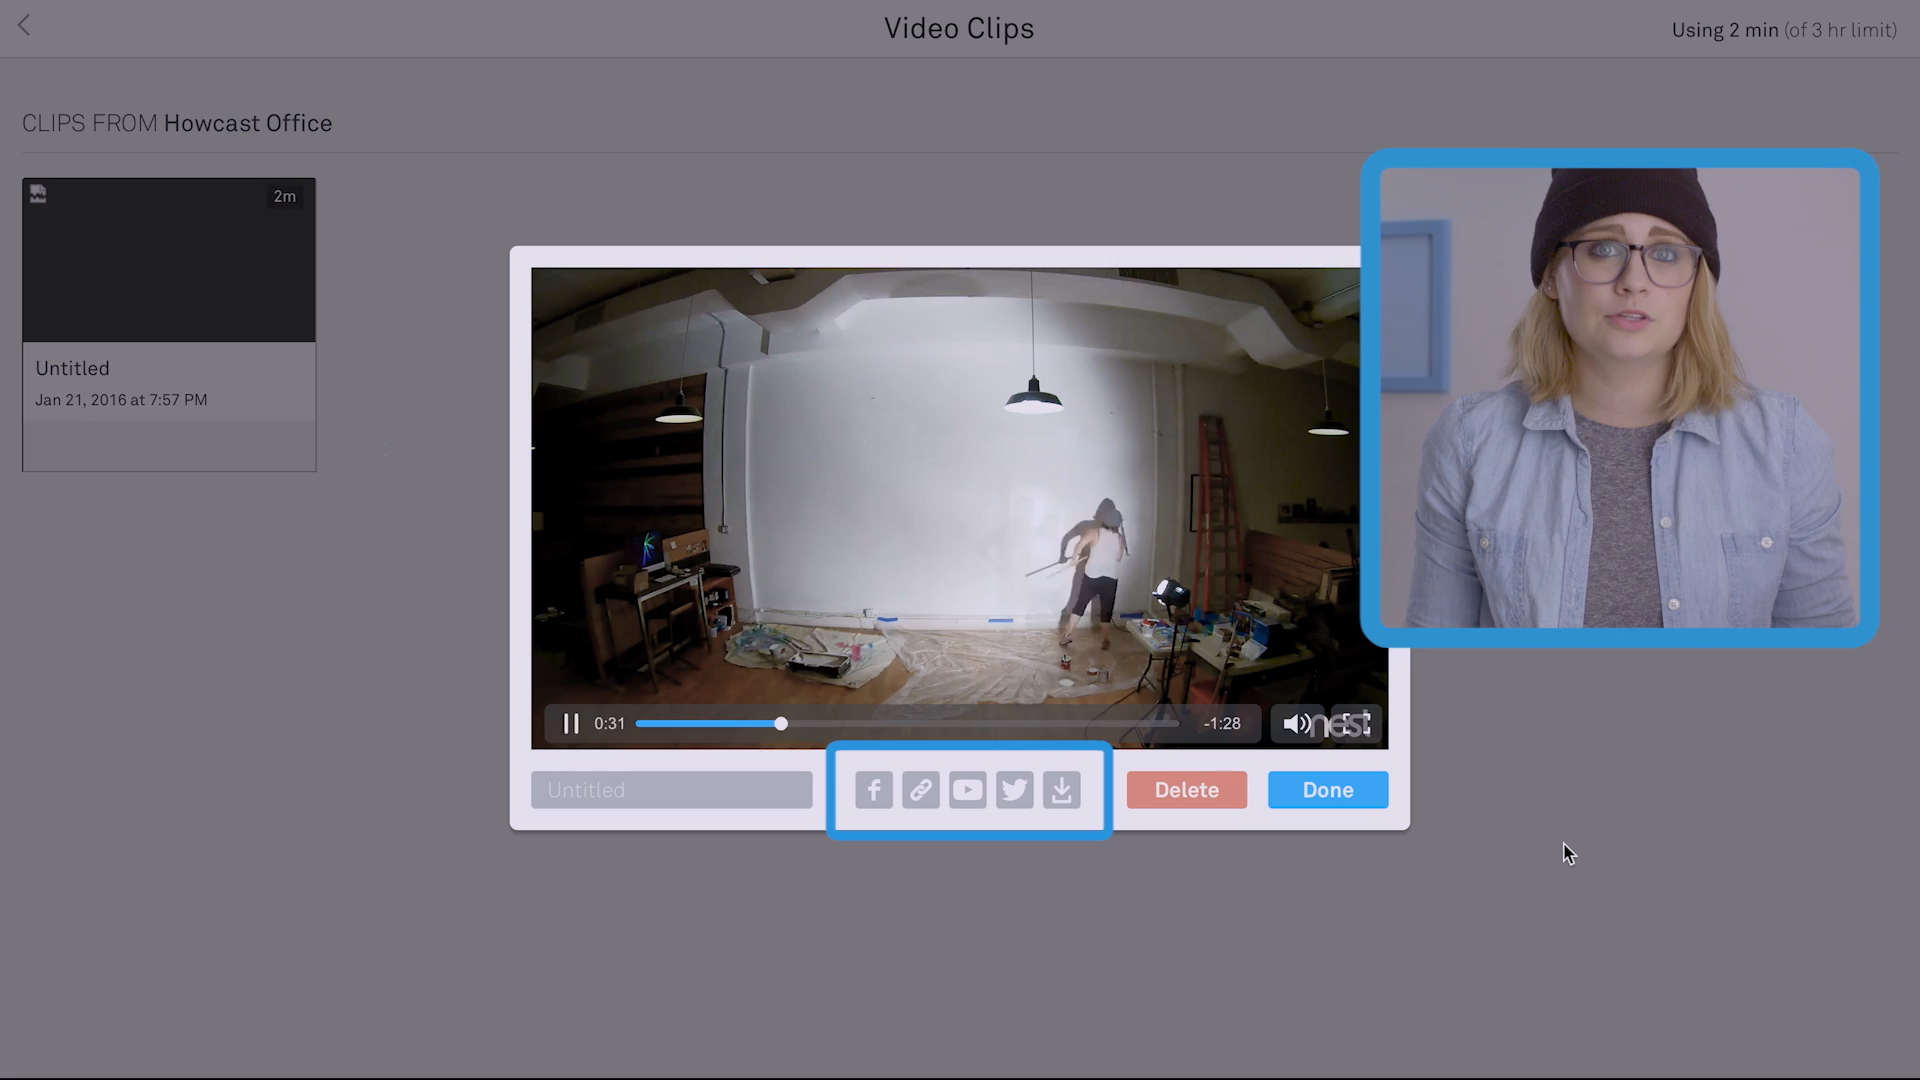 Video Clips
Using 2 min (of 3 hr limit)
CLIPS FROM Howcast Office
2m
Untitled
Jan 21, 2016 at 7:57 PM
0:31
-1:28
nest
Untitled
Delete
Done